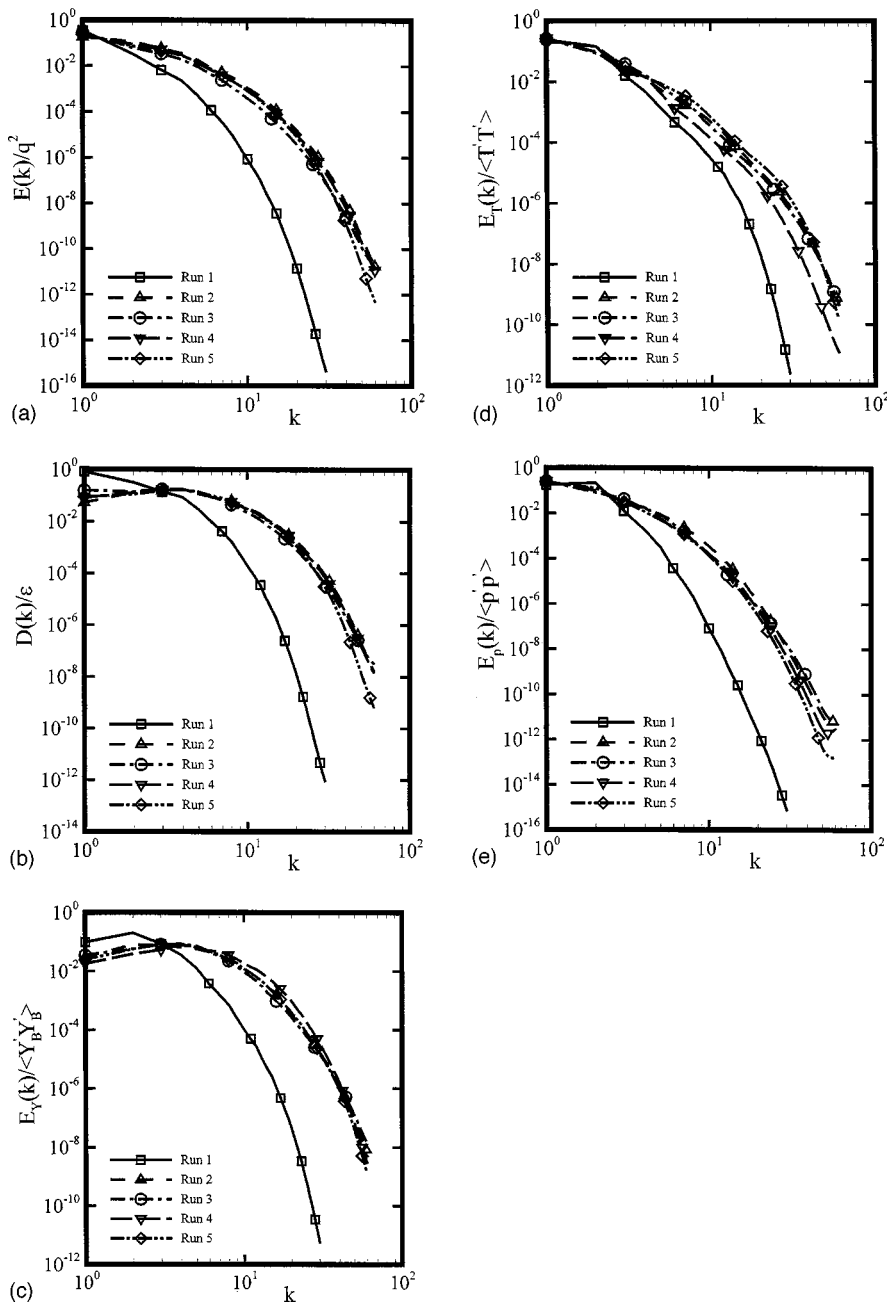 10^0
10^-2
10^-4
10^-6
10^-8
10^-10
10^-12
10^-14
10^-16
E(k)/q^2
Run 1
Run 2
Run 3
Run 4
Run 5
10^0
10^1
10^2
k
(a)
10^0
10^-2
10^-4
10^-6
10^-8
10^-10
10^-12
10^-14
D(k)/ε
Run 1
Run 2
Run 3
Run 4
Run 5
10^0
10^1
10^2
k
(b)
10^0
10^-2
10^-4
10^-6
10^-8
10^-10
10^-12
E_Y(k)/<Y'_B Y'_B>
Run 1
Run 2
Run 3
Run 4
Run 5
10^0
10^1
10^2
k
(c)
10^0
10^-2
10^-4
10^-6
10^-8
10^-10
10^-12
E_T(k)/<T'T'>
Run 1
Run 2
Run 3
Run 4
Run 5
10^0
10^1
10^2
k
(d)
10^0
10^-2
10^-4
10^-6
10^-8
10^-10
10^-12
10^-14
10^-16
E_p(k)/<p'p'>
Run 1
Run 2
Run 3
Run 4
Run 5
10^0
10^1
10^2
k
(e)